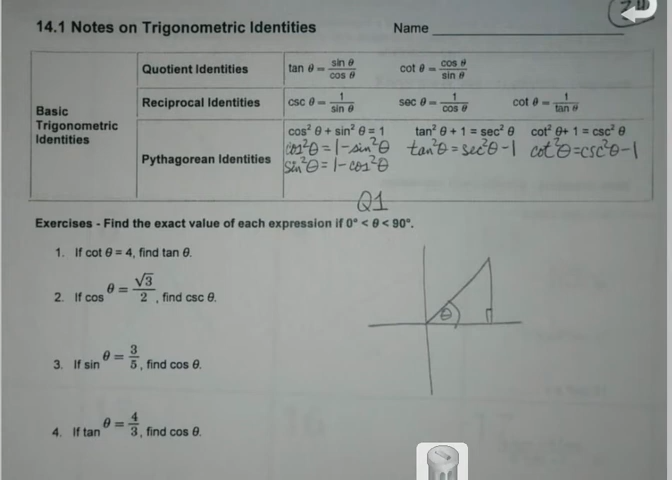 14.1 Notes on Trigonometric Identities Name
Basic Trigonometric Identities
Quotient Identities tan θ = sin θ / cos θ cot θ = cos θ / sin θ
Reciprocal Identities csc θ = 1 / sin θ sec θ = 1 / cos θ cot θ = 1 / tan θ
Pythagorean Identities cos² θ + sin² θ = 1 tan² θ + 1 = sec² θ cot² θ + 1 = csc² θ
cos²θ = 1 - sin²θ tan²θ = sec²θ - 1 cot²θ = csc²θ - 1
sin²θ = 1 - cos²θ
Q1
Exercises - Find the exact value of each expression if 0° < θ < 90°.
1. If cot θ = 4, find tan θ.
2. If cos θ = √3 / 2, find csc θ.
3. If sin θ = 3 / 5, find cos θ.
4. If tan θ = 4 / 3, find cos θ.
θ